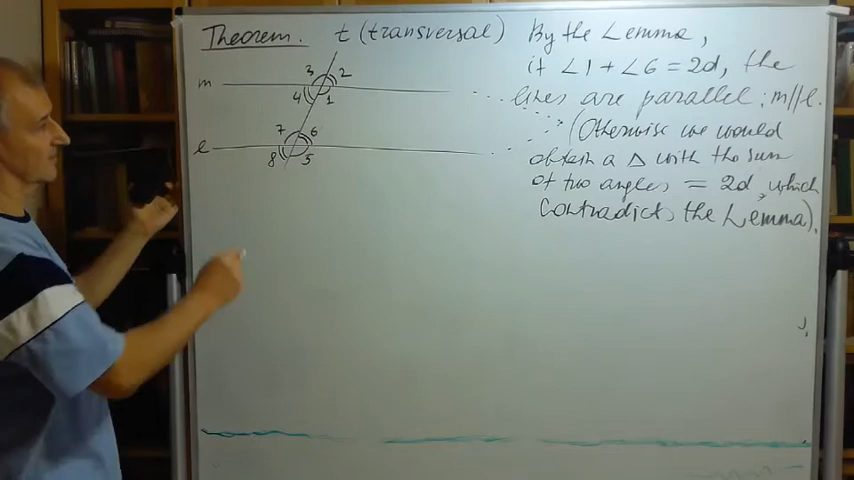 Theorem. t (transversal)
By the Lemma,
if ∠1 + ∠6 = 2d, the
lines are parallel: m//l.
(Otherwise we would
obtain a Δ with the sum
of two angles = 2d, which
contradicts the Lemma).
m
3 2
4 1
l
7 6
8 5